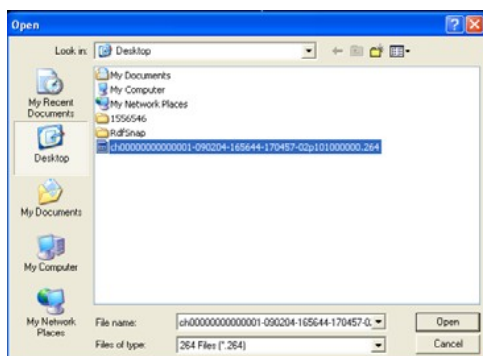 Open
Look in: Desktop
My Recent Documents
Desktop
My Documents
My Computer
My Network Places
My Documents
My Computer
My Network Places
1556546
RdfSnap
ch00000000000001-090204-165644-170457-02p101000000.264
File name: ch00000000000001-090204-165644-170457-0. Open
Files of type: 264 Files (*.264) Cancel